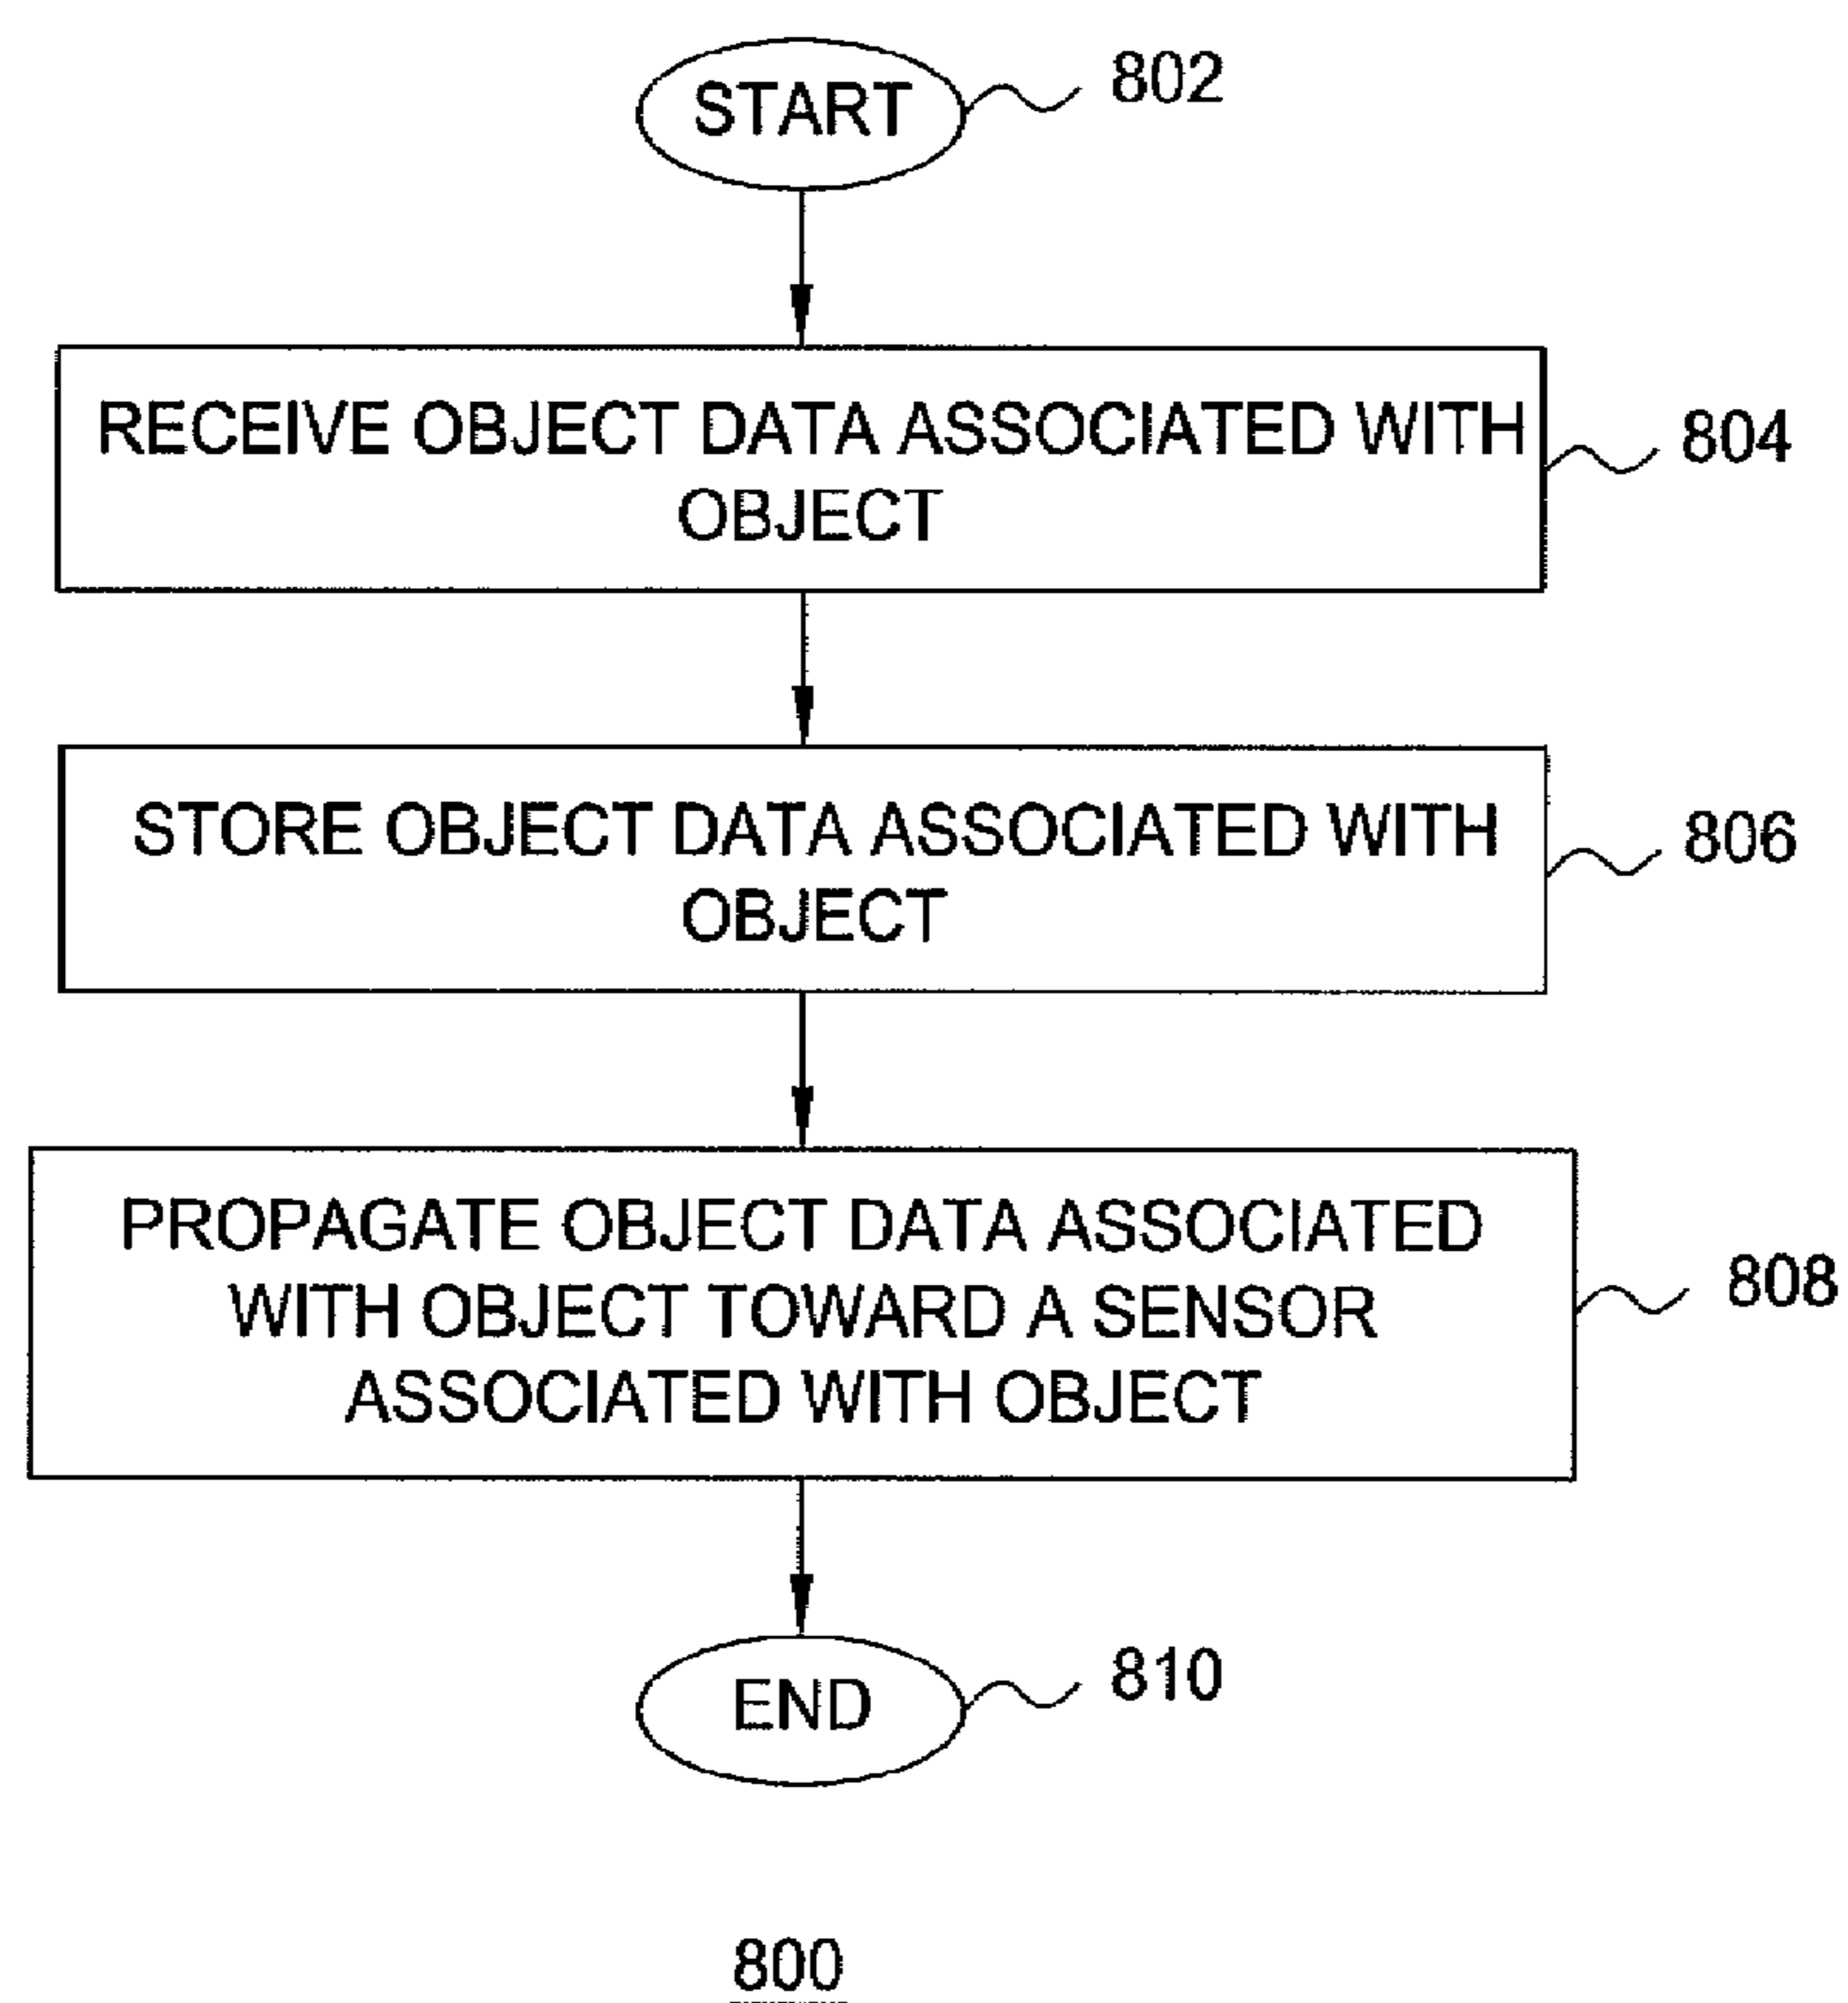 START
802
RECEIVE OBJECT DATA ASSOCIATED WITH
OBJECT
804
STORE OBJECT DATA ASSOCIATED WITH
OBJECT
806
PROPAGATE OBJECT DATA ASSOCIATED
WITH OBJECT TOWARD A SENSOR
ASSOCIATED WITH OBJECT
808
END
810
800